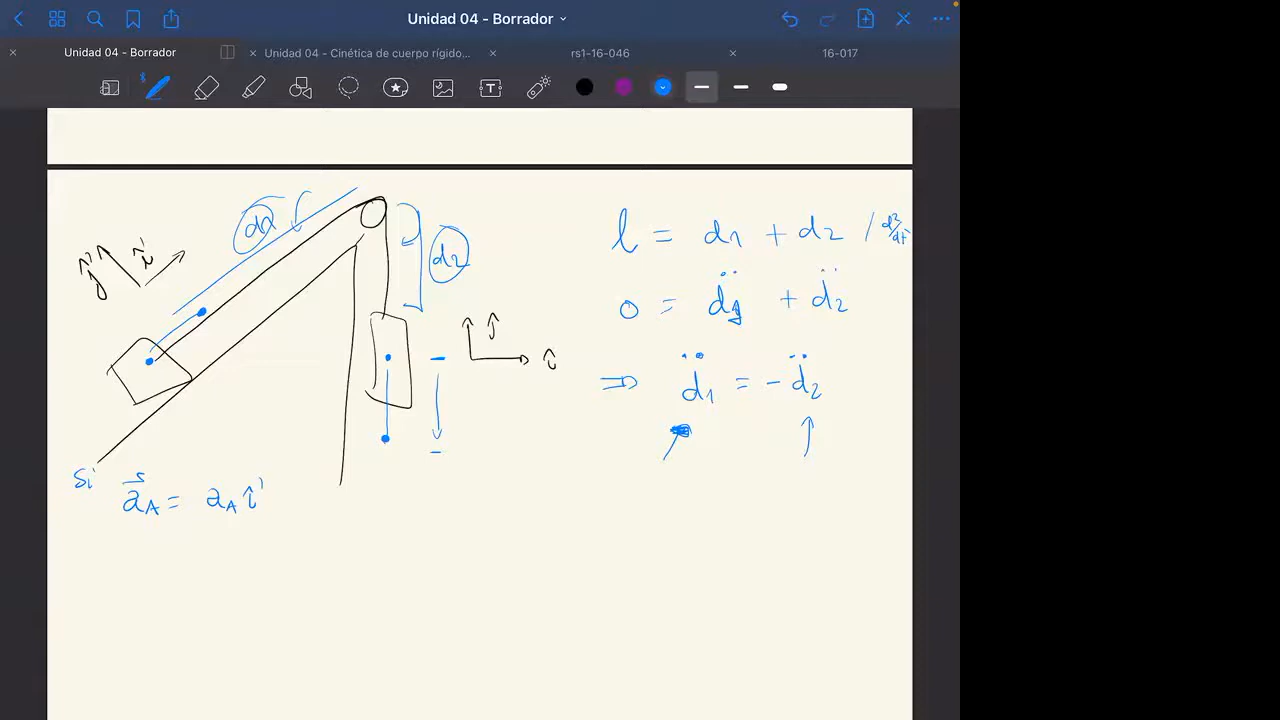 Unidad 04 - Borrador
Unidad 04 - Borrador
Unidad 04 - Cinética de cuerpo rígido...
rs1-16-046
16-017
d1
d2
ĵ'
î'
ĵ
î
l = d1 + d2 / d²/dt²
0 = d̈1 + d̈2
⇒ d̈1 = - d̈2
Si
a⃗A = aA î'